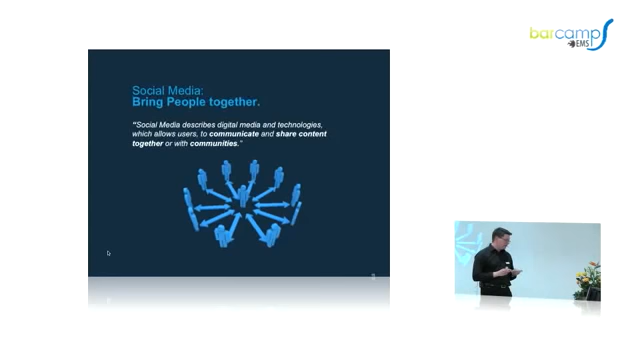 barcamp
EMS
Social Media:
Bring People together.
"Social Media describes digital media and technologies,
which allows users, to communicate and share content
together or with communities."